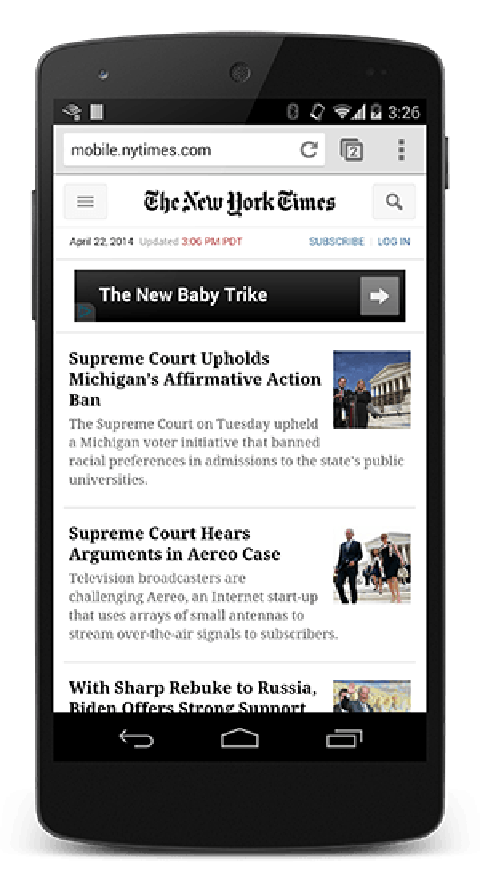 3:26
mobile.nytimes.com
2
The New York Times
April 22, 2014 Updated 3:06 PM PDT SUBSCRIBE | LOG IN
The New Baby Trike
Supreme Court Upholds
Michigan's Affirmative Action
Ban
The Supreme Court on Tuesday upheld
a Michigan voter initiative that banned
racial preferences in admissions to the state's public
universities.
Supreme Court Hears
Arguments in Aereo Case
Television broadcasters are
challenging Aereo, an Internet start-up
that uses arrays of small antennas to
stream over-the-air signals to subscribers.
With Sharp Rebuke to Russia,
Biden Offers Strong Support